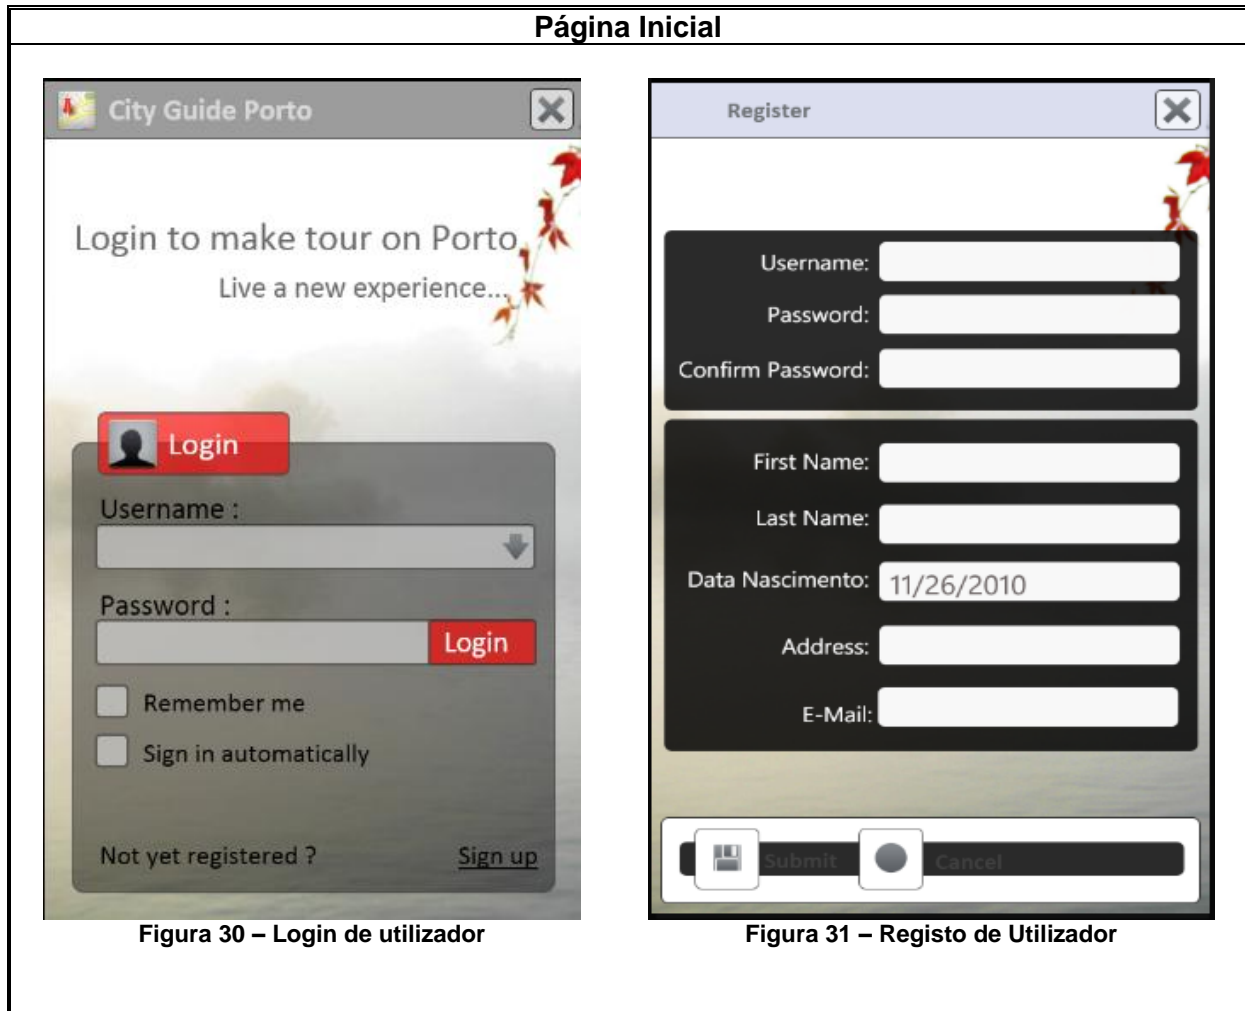 Página Inicial
City Guide Porto
Login to make tour on Porto
Live a new experience...
Login
Username :
Password :
Login
Remember me
Sign in automatically
Not yet registered ?
Sign up
Figura 30 – Login de utilizador
Register
Username:
Password:
Confirm Password:
First Name:
Last Name:
Data Nascimento:
11/26/2010
Address:
E-Mail:
Submit
Cancel
Figura 31 – Registo de Utilizador